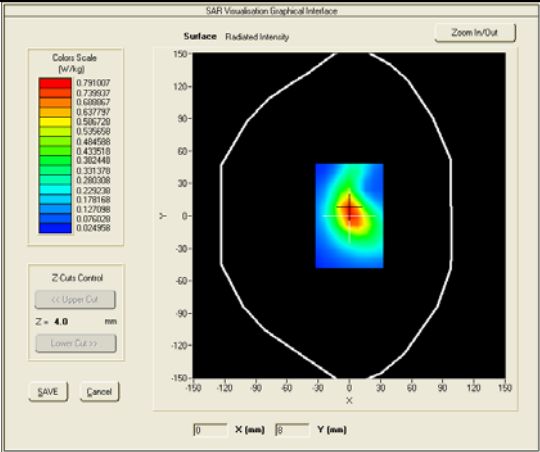 SAR Visualisation Graphical Interface
Surface Radiated Intensity
Zoom In/Out
Colors Scale
(W/kg)
0.791007
0.739937
0.688867
0.637797
0.586728
0.535658
0.484588
0.433518
0.382448
0.331378
0.280308
0.229238
0.178168
0.127098
0.076028
0.024958
150
120
90
60
30
0
-30
-60
-90
-120
-150
Y
-150 -120 -90 -60 -30 0 30 60 90 120 150
X
Z-Cuts Control
<< Upper Cut
Z = 4.0 mm
Lower Cut >>
SAVE Cancel
0 X (mm) 8 Y (mm)